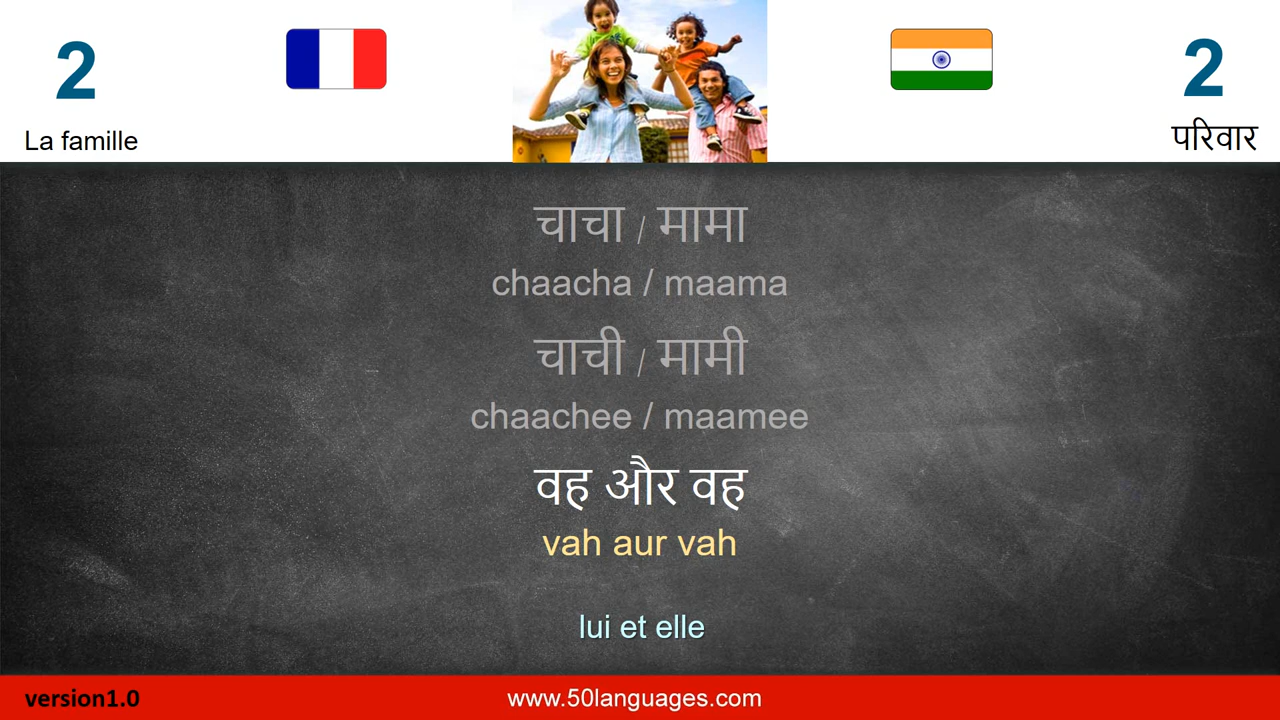 2
La famille
2
परिवार
चाचा / मामा
chaacha / maama
चाची / मामी
chaachee / maamee
वह और वह
vah aur vah
lui et elle
version1.0
www.50languages.com